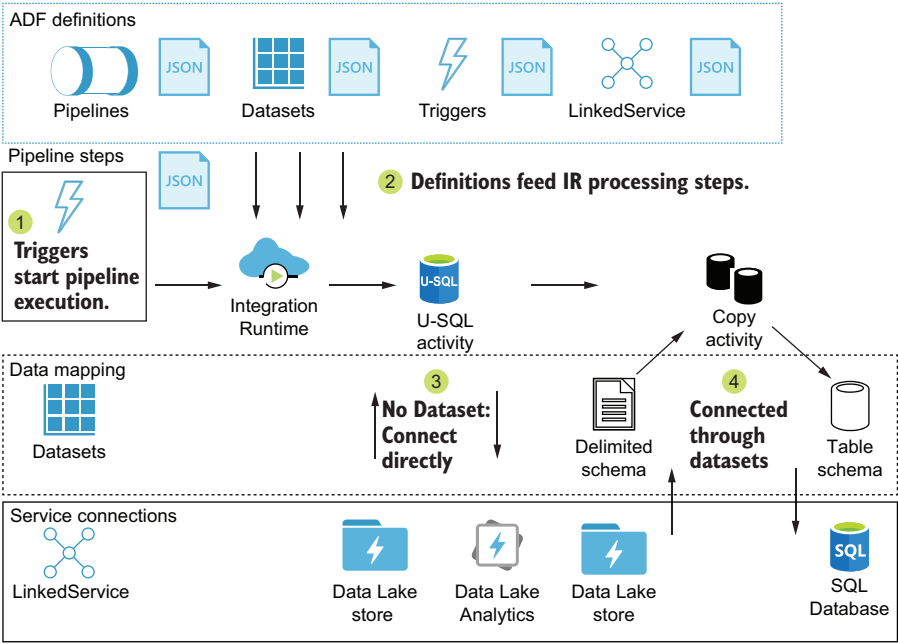 ADF definitions
JSON
JSON
JSON
JSON
Pipelines
Datasets
Triggers
LinkedService
Pipeline steps
JSON
2 Definitions feed IR processing steps.
1
Triggers
start pipeline
execution.
Integration
Runtime
U-SQL
U-SQL
activity
Copy
activity
Data mapping
Datasets
3
No Dataset:
Connect
directly
Delimited
schema
4
Connected
through
datasets
Table
schema
Service connections
LinkedService
Data Lake
store
Data Lake
Analytics
Data Lake
store
SQL
SQL
Database